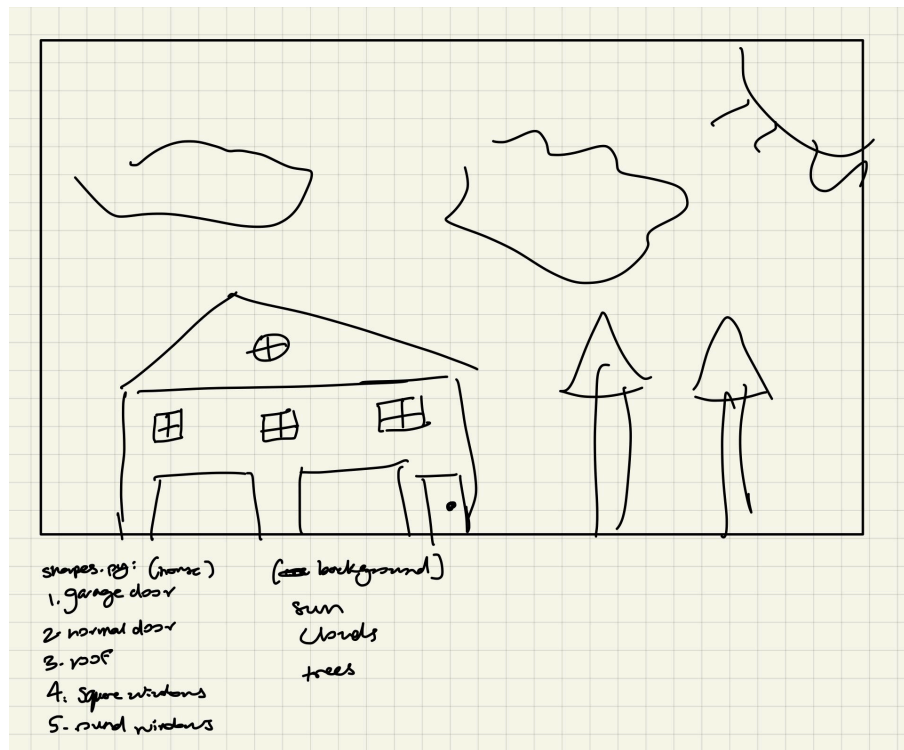 shapes.py: (house)
1. garage door
2. normal door
3. roof
4. Square windows
5. round windows
(background)
sun
clouds
trees